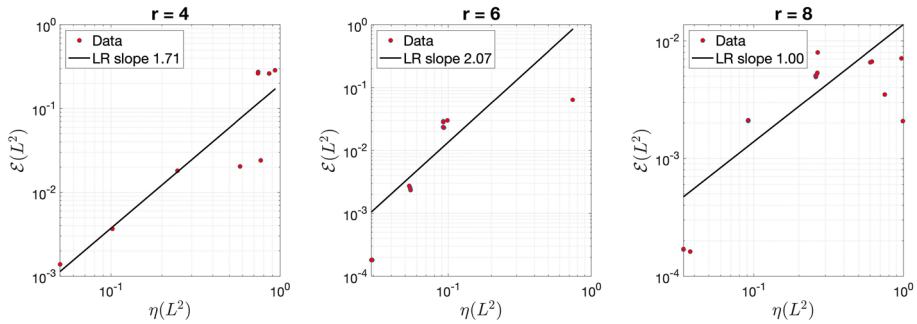 r = 4
10^0
10^-1
10^-2
10^-3
10^-1
10^0
Data
LR slope 1.71
ℰ(L^2)
η(L^2)
r = 6
10^0
10^-1
10^-2
10^-3
10^-4
10^-1
10^0
Data
LR slope 2.07
ℰ(L^2)
η(L^2)
r = 8
10^-2
10^-3
10^-4
10^-1
10^0
Data
LR slope 1.00
ℰ(L^2)
η(L^2)